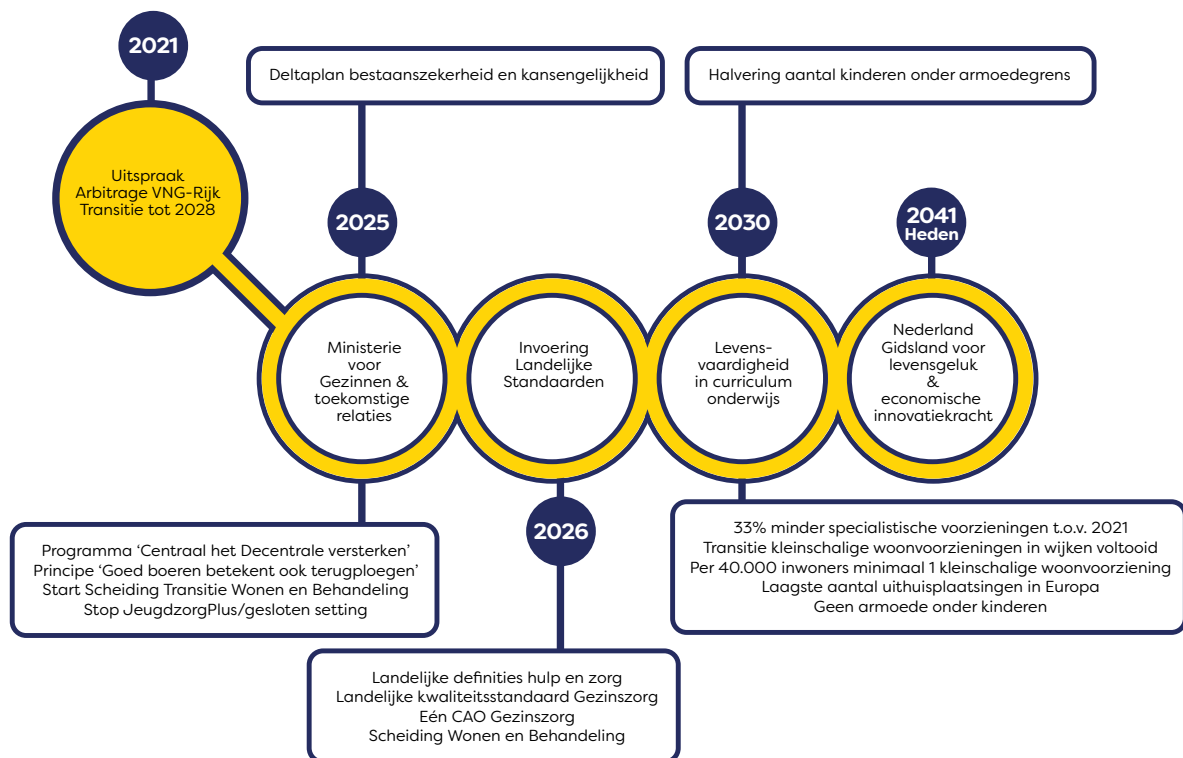 2021
Uitspraak
Arbitrage VNG-Rijk
Transitie tot 2028
Deltaplan bestaanszekerheid en kansengelijkheid
2025
Ministerie
voor
Gezinnen &
toekomstige
relaties
Programma ‘Centraal het Decentrale versterken’
Principe ‘Goed boeren betekent ook terugploegen’
Start Scheiding Transitie Wonen en Behandeling
Stop JeugdzorgPlus/gesloten setting
Invoering
Landelijke
Standaarden
2026
Landelijke definities hulp en zorg
Landelijke kwaliteitsstandaard Gezinszorg
Eén CAO Gezinszorg
Scheiding Wonen en Behandeling
Halvering aantal kinderen onder armoedegrens
2030
Levens-
vaardigheid
in curriculum
onderwijs
33% minder specialistische voorzieningen t.o.v. 2021
Transitie kleinschalige woonvoorzieningen in wijken voltooid
Per 40.000 inwoners minimaal 1 kleinschalige woonvoorziening
Laagste aantal uithuisplaatsingen in Europa
Geen armoede onder kinderen
2041
Heden
Nederland
Gidsland voor
levensgeluk
&
economische
innovatiekracht